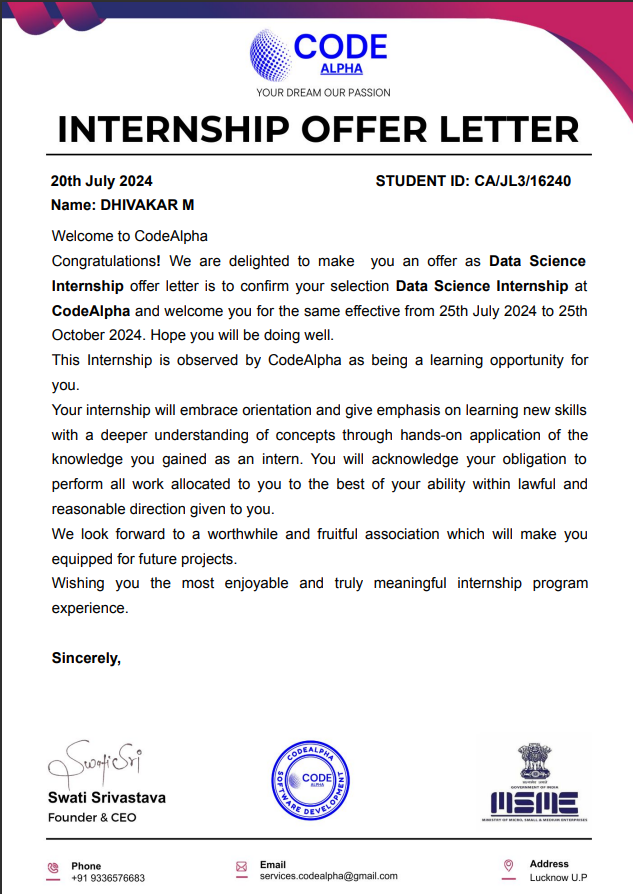 CODE
ALPHA
YOUR DREAM OUR PASSION
INTERNSHIP OFFER LETTER
20th July 2024 STUDENT ID: CA/JL3/16240
Name: DHIVAKAR M
Welcome to CodeAlpha
Congratulations! We are delighted to make you an offer as Data Science
Internship offer letter is to confirm your selection Data Science Internship at
CodeAlpha and welcome you for the same effective from 25th July 2024 to 25th
October 2024. Hope you will be doing well.
This Internship is observed by CodeAlpha as being a learning opportunity for
you.
Your internship will embrace orientation and give emphasis on learning new skills
with a deeper understanding of concepts through hands-on application of the
knowledge you gained as an intern. You will acknowledge your obligation to
perform all work allocated to you to the best of your ability within lawful and
reasonable direction given to you.
We look forward to a worthwhile and fruitful association which will make you
equipped for future projects.
Wishing you the most enjoyable and truly meaningful internship program
experience.
Sincerely,
Swati Sri
Swati Srivastava
Founder & CEO
CODEALPHA
CODE
ALPHA
SOFTWARE DEVELOPMENT
GOVERNMENT OF INDIA
MSME
MINISTRY OF MICRO, SMALL & MEDIUM ENTERPRISES
Phone
+91 9336576683
Email
services.codealpha@gmail.com
Address
Lucknow U.P